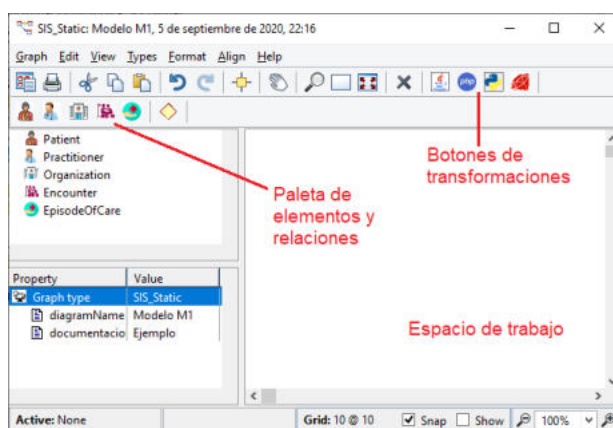 SIS_Static: Modelo M1, 5 de septiembre de 2020, 22:16
Graph Edit View Types Format Align Help
php
Patient
Practitioner
Organization
Encounter
EpisodeOfCare
Botones de
transformaciones
Paleta de
elementos y
relaciones
Property Value
Graph type SIS_Static
diagramName Modelo M1
documentacio Ejemplo
Espacio de trabajo
Active: None Grid: 10 @ 10 Snap Show 100%